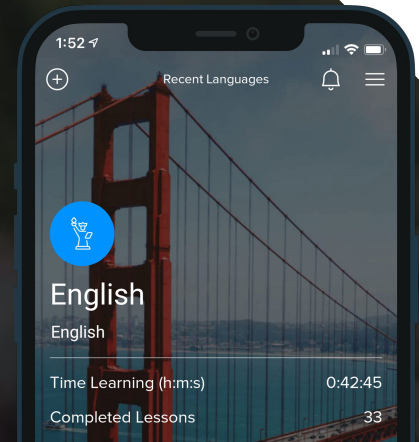 1:52
Recent Languages
English
English
Time Learning (h:m:s) 0:42:45
Completed Lessons 33